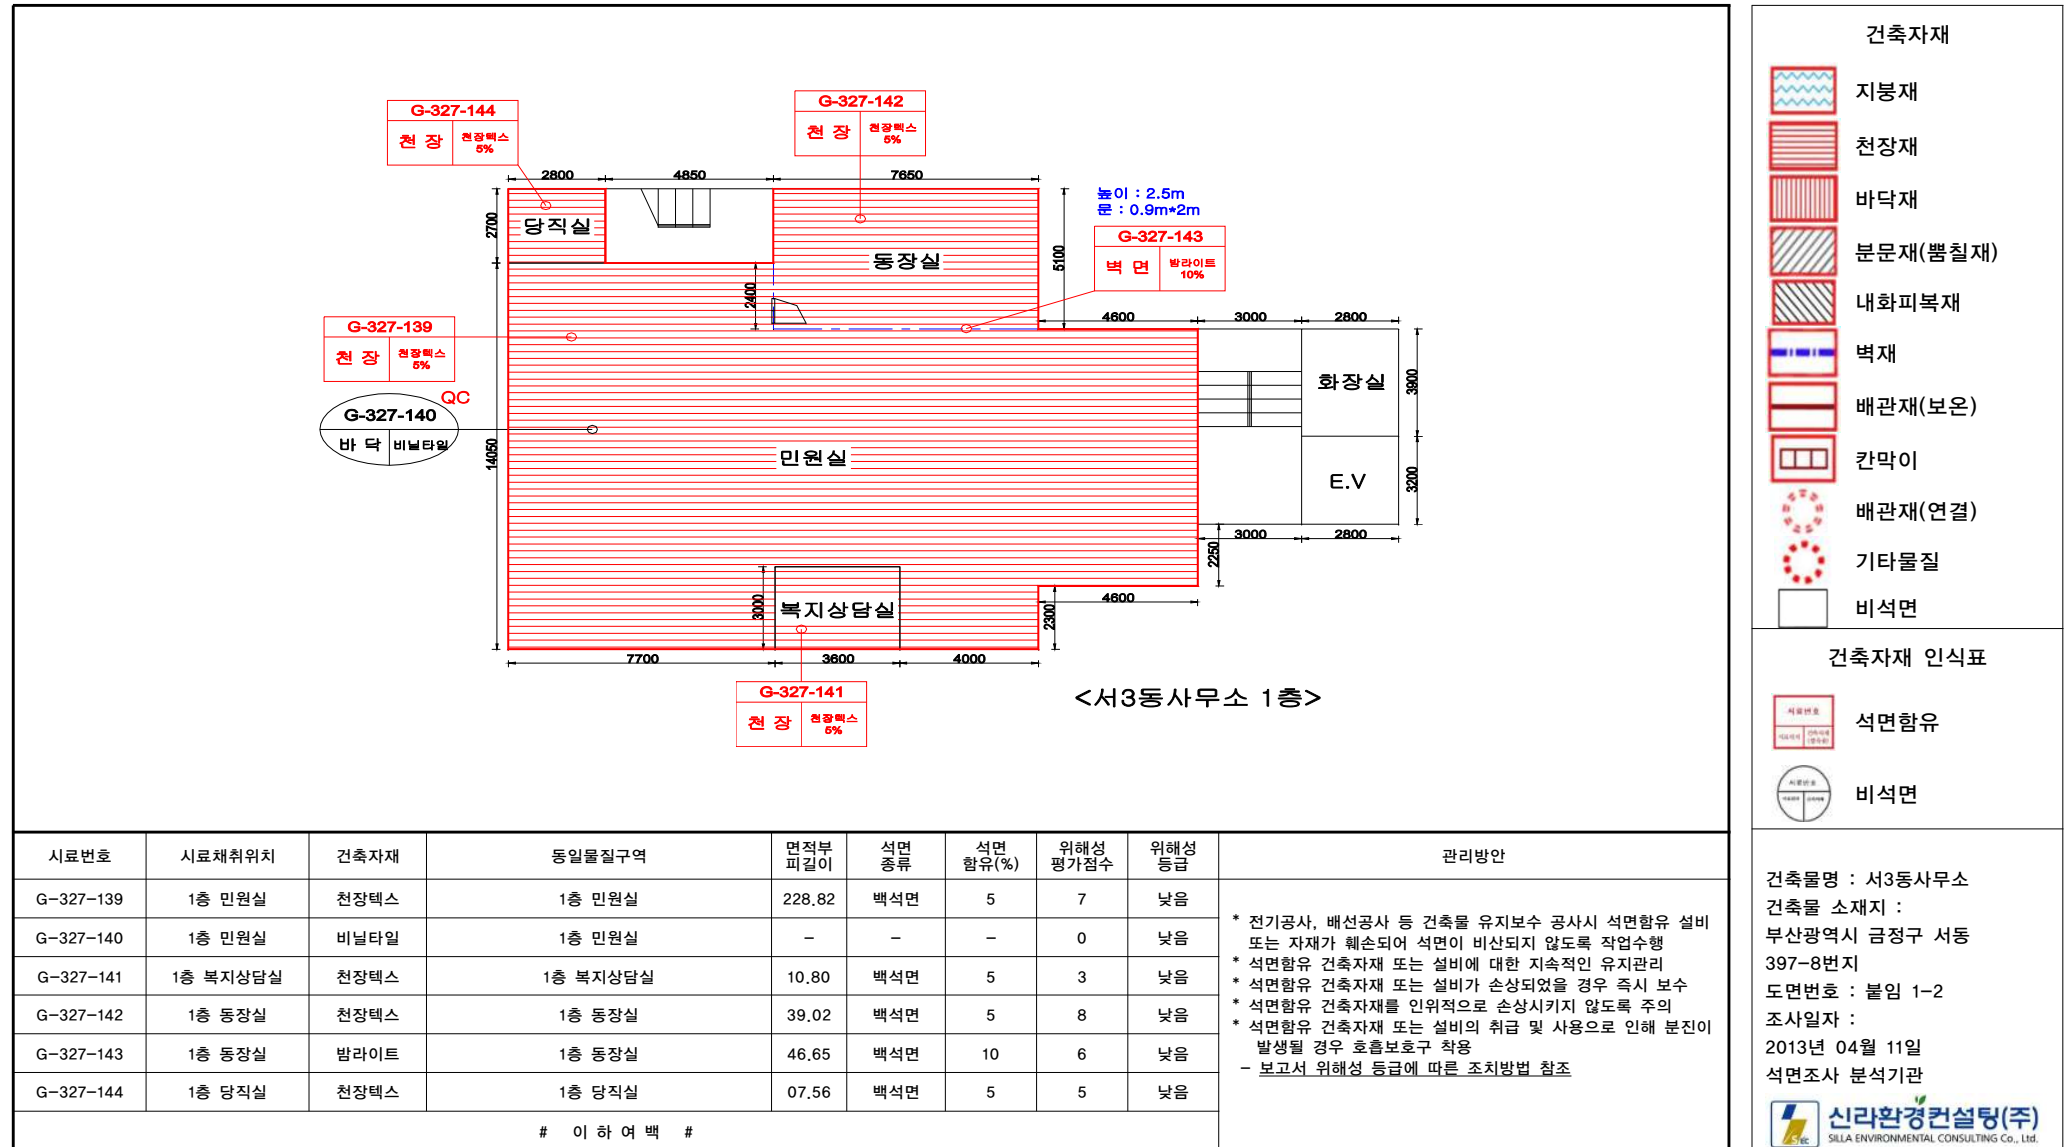 G-327-144
천 장 천장텍스 5%
G-327-142
천 장 천장텍스 5%
2800 4850 7650
높이 : 2.5m
문 : 0.9m*2m
G-327-143
벽 면 밤라이트 10%
2700
당직실
동장실
5100
2400
4600 3000 2800
G-327-139
천 장 천장텍스 5%
QC
G-327-140
바 닥 비닐타일
14050
민원실
화장실
3900
E.V
3200
3000 2800
2250
4600
2300
3000
복지상담실
7700 3600 4000
G-327-141
천 장 천장텍스 5%
<서3동사무소 1층>
시료번호 시료채취위치 건축자재 동일물질구역 면적부피길이 석면종류 석면함유(%) 위해성평가점수 위해성등급 관리방안
G-327-139 1층 민원실 천장텍스 1층 민원실 228.82 백석면 5 7 낮음
G-327-140 1층 민원실 비닐타일 1층 민원실 - - - 0 낮음
G-327-141 1층 복지상담실 천장텍스 1층 복지상담실 10.80 백석면 5 3 낮음
G-327-142 1층 동장실 천장텍스 1층 동장실 39.02 백석면 5 8 낮음
G-327-143 1층 동장실 밤라이트 1층 동장실 46.65 백석면 10 6 낮음
G-327-144 1층 당직실 천장텍스 1층 당직실 07.56 백석면 5 5 낮음
# 이 하 여 백 #
* 전기공사, 배선공사 등 건축물 유지보수 공사시 석면함유 설비
또는 자재가 훼손되어 석면이 비산되지 않도록 작업수행
* 석면함유 건축자재 또는 설비에 대한 지속적인 유지관리
* 석면함유 건축자재 또는 설비가 손상되었을 경우 즉시 보수
* 석면함유 건축자재를 인위적으로 손상시키지 않도록 주의
* 석면함유 건축자재 또는 설비의 취급 및 사용으로 인해 분진이
발생될 경우 호흡보호구 착용
- 보고서 위해성 등급에 따른 조치방법 참조
건축자재
지붕재
천장재
바닥재
분문재(뿜칠재)
내화피복재
벽재
배관재(보온)
칸막이
배관재(연결)
기타물질
비석면
건축자재 인식표
시료번호
석면함유
비석면
건축물명 : 서3동사무소
건축물 소재지 :
부산광역시 금정구 서동
397-8번지
도면번호 : 붙임 1-2
조사일자 :
2013년 04월 11일
석면조사 분석기관
신라환경컨설팅(주)
SILLA ENVIRONMENTAL CONSULTING Co., Ltd.